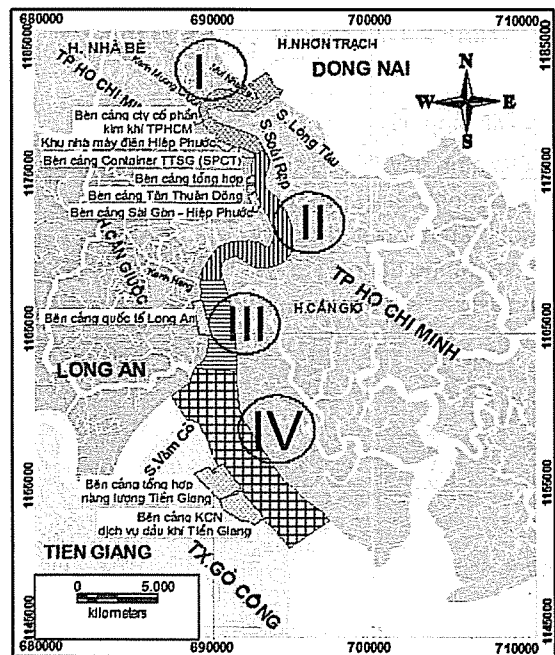 680000 690000 700000 710000
1185000
1175000
1165000
1155000
1145000
H. NHÀ BÈ
H.NHƠN TRẠCH
DONG NAI
TP HO CHI MINH
I
N
W E
S
S. Lòng Tàu
S.Soài Rạp
Bến cảng cty cổ phần
kim khí TPHCM
Khu nhà máy điện Hiệp Phước
Bến cảng Container TTSG (SPCT)
Bến cảng tổng hợp
Bến cảng Tân Thuận Đông
Bến cảng Sài Gòn - Hiệp Phước
II
H.CẦN GIUỘC
TP HO CHI MINH
H.CẦN GIỜ
Bến cảng quốc tế Long An
III
LONG AN
IV
S.Vàm Cỏ
Bến cảng tổng hợp
năng lượng Tiền Giang
Bến cảng KCN
dịch vụ dầu khí Tiền Giang
TIEN GIANG
TX.GÒ CÔNG
0 5.000
kilometers
1185000
1175000
1165000
1155000
1145000
680000 690000 700000 710000